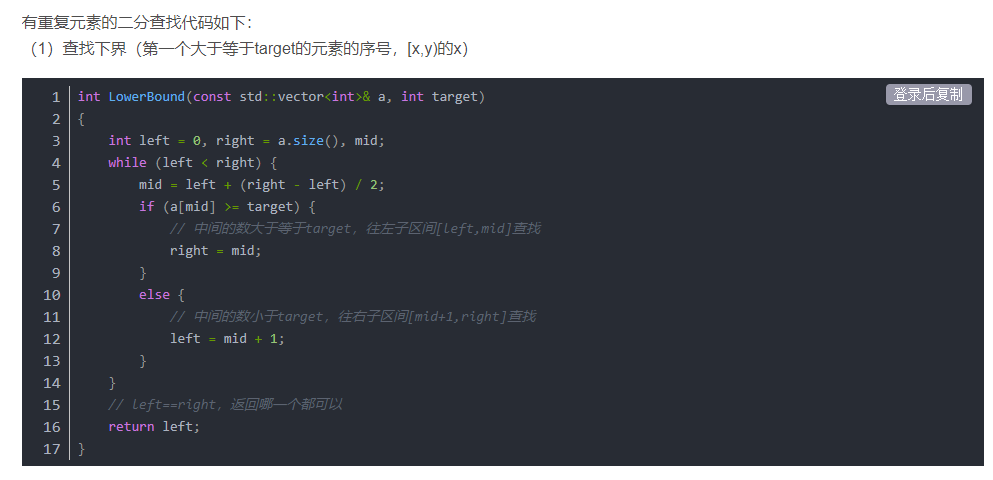 有重复元素的二分查找代码如下：
（1）查找下界（第一个大于等于target的元素的序号，[x,y)的x）
登录后复制
1 int LowerBound(const std::vector<int>& a, int target)
2 {
3     int left = 0, right = a.size(), mid;
4     while (left < right) {
5         mid = left + (right - left) / 2;
6         if (a[mid] >= target) {
7             // 中间的数大于等于target，往左子区间[left,mid]查找
8             right = mid;
9         }
10         else {
11             // 中间的数小于target，往右子区间[mid+1,right]查找
12             left = mid + 1;
13         }
14     }
15     // left==right，返回哪一个都可以
16     return left;
17 }